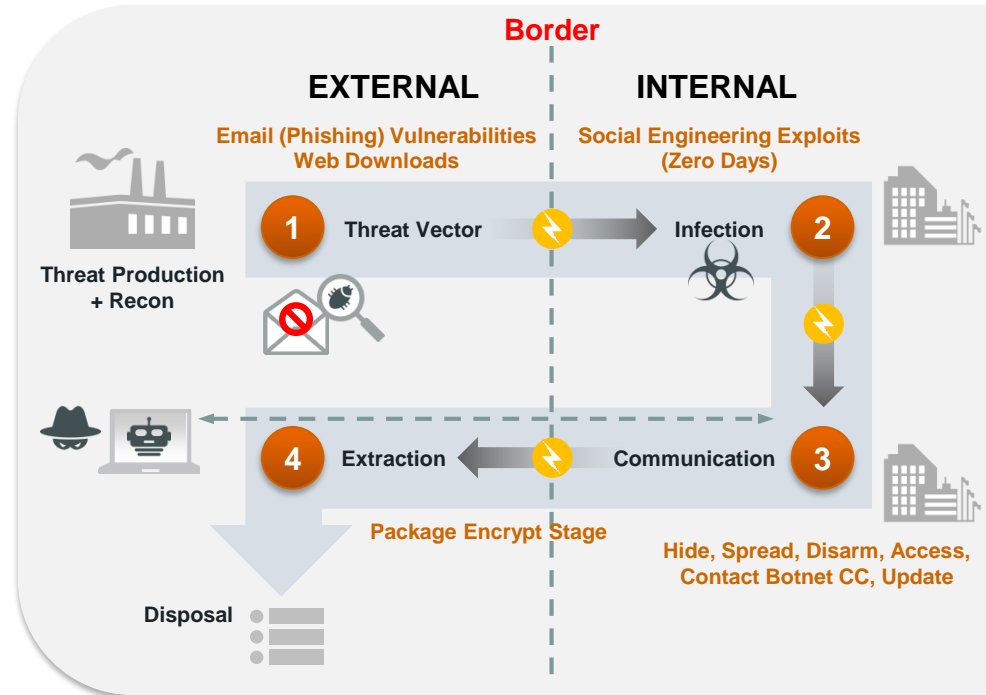 Border
EXTERNAL
INTERNAL
Email (Phishing) Vulnerabilities
Web Downloads
Social Engineering Exploits
(Zero Days)
1
Threat Vector
Infection
2
Threat Production
+ Recon
4
Extraction
Communication
3
Package Encrypt Stage
Hide, Spread, Disarm, Access,
Contact Botnet CC, Update
Disposal